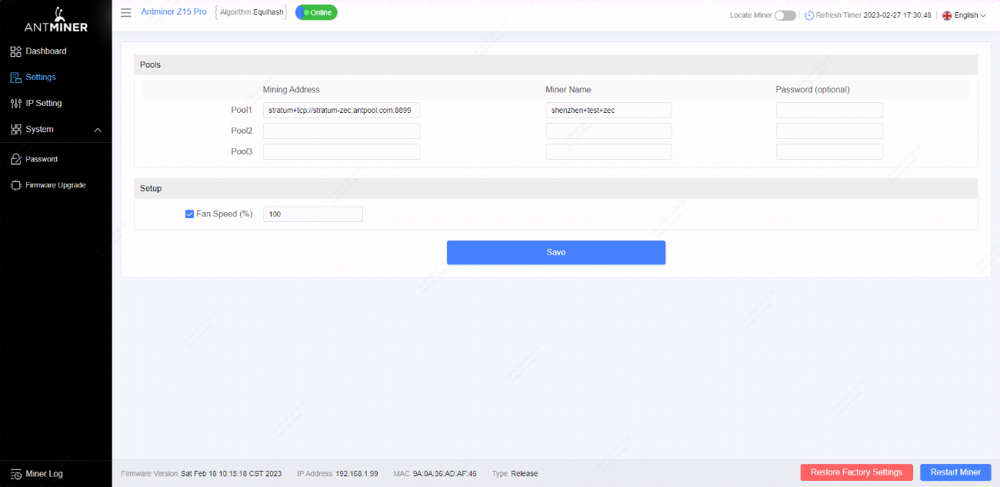 ANTMINER
Antminer Z15 Pro Algorithm Equihash Online Locate Miner Refresh Timer 2023-02-27 17:30:48 English
Dashboard
Settings
IP Setting
System
Password
Firmware Upgrade
Miner Log
Pools
Mining Address Miner Name Password (optional)
Pool1 stratum+tcp://stratum-zec.antpool.com:8899 shenzhen+test+zec
Pool2
Pool3
Setup
Fan Speed (%) 100
Save
Firmware Version Sat Feb 18 10:15:18 CST 2023 IP Address 192.168.1.99 MAC 9A:0A:36:AD:AF:46 Type Release Restore Factory Settings Restart Miner